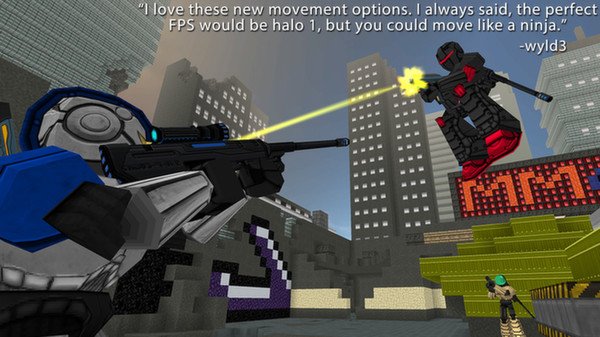 “I love these new movement options. I always said, the perfect
FPS would be halo 1, but you could move like a ninja.”
-wyld3
MM